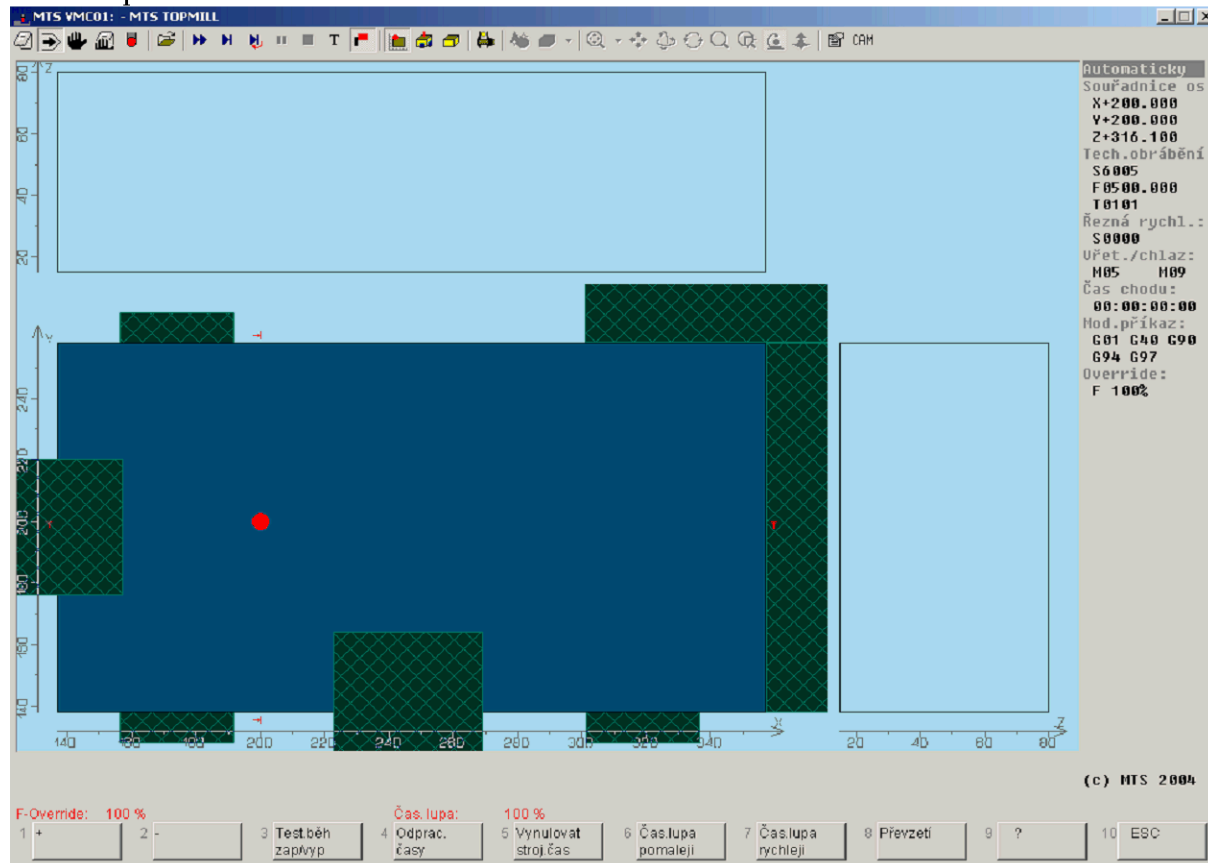 MTS VMC01: - MTS TOPMILL
T
CAM
Automaticky
Souřadnice os
X+200.000
Y+200.000
Z+316.100
Tech.obrábění
S6005
F0500.000
T0101
Řezná rychl.:
S0000
Vřet./chlaz:
M05 M09
Čas chodu:
00:00:00:00
Mod.příkaz:
G01 G40 G90
G94 G97
Override:
F 100%
Z
80
60
40
20
Y
240
220
200
180
160
140
X
140 160 180 200 220 240 260 280 300 320 340
Z
20 40 60 80
(c) MTS 2004
F-Override: 100 % Čas. lupa: 100 %
1 + 2 - 3 Test.běh 4 Odprac. 5 Vynulovat 6 Čas.lupa 7 Čas.lupa 8 Převzetí 9 ? 10 ESC
zap/vyp časy stroj.čas pomaleji rychleji